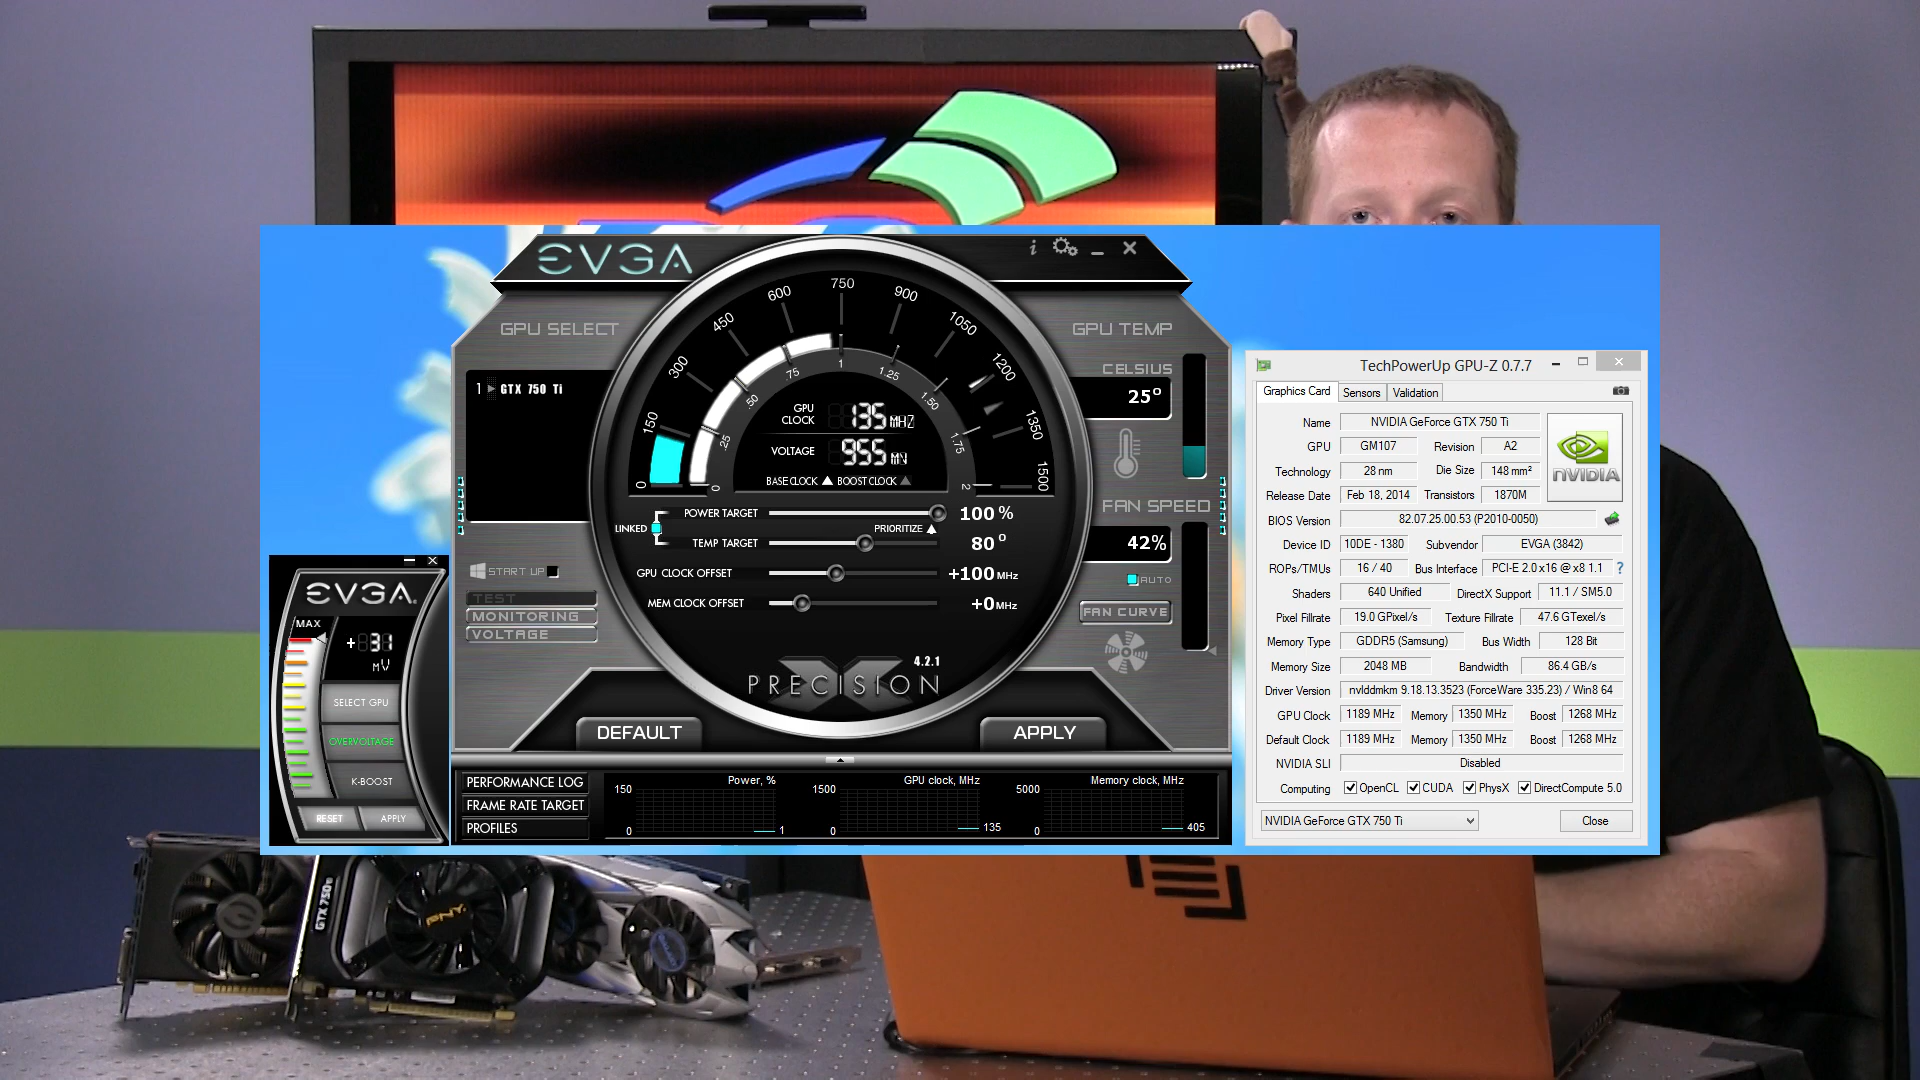 EVGA
GPU SELECT
1 GTX 750 Ti
GPU TEMP
CELSIUS
25°
FAN SPEED
42%
AUTO
FAN CURVE
0 150 300 450 600 750 900 1050 1200 1350 1500
0 .25 .50 .75 1 1.25 1.50 1.75 2
GPU CLOCK 135 MHZ
VOLTAGE 955 MV
BASE CLOCK BOOST CLOCK
POWER TARGET 100 %
LINKED PRIORITIZE
TEMP TARGET 80 °
GPU CLOCK OFFSET +100 MHz
MEM CLOCK OFFSET +0 MHz
START UP
TEST
MONITORING
VOLTAGE
4.2.1
PRECISION X
DEFAULT
APPLY
PERFORMANCE LOG
FRAME RATE TARGET
PROFILES
Power, %
150
0
1
GPU clock, MHz
1500
0
135
Memory clock, MHz
5000
0
405
EVGA.
MAX
+31
mV
SELECT GPU
OVERVOLTAGE
K-BOOST
RESET APPLY
TechPowerUp GPU-Z 0.7.7
Graphics Card Sensors Validation
Name NVIDIA GeForce GTX 750 Ti
GPU GM107 Revision A2
Technology 28 nm Die Size 148 mm²
Release Date Feb 18, 2014 Transistors 1870M
NVIDIA
BIOS Version 82.07.25.00.53 (P2010-0050)
Device ID 10DE - 1380 Subvendor EVGA (3842)
ROPs/TMUs 16 / 40 Bus Interface PCI-E 2.0 x16 @ x8 1.1 ?
Shaders 640 Unified DirectX Support 11.1 / SM5.0
Pixel Fillrate 19.0 GPixel/s Texture Fillrate 47.6 GTexel/s
Memory Type GDDR5 (Samsung) Bus Width 128 Bit
Memory Size 2048 MB Bandwidth 86.4 GB/s
Driver Version nvlddmkm 9.18.13.3523 (ForceWare 335.23) / Win8 64
GPU Clock 1189 MHz Memory 1350 MHz Boost 1268 MHz
Default Clock 1189 MHz Memory 1350 MHz Boost 1268 MHz
NVIDIA SLI Disabled
Computing OpenCL CUDA PhysX DirectCompute 5.0
NVIDIA GeForce GTX 750 Ti Close
GTX 750
PNY